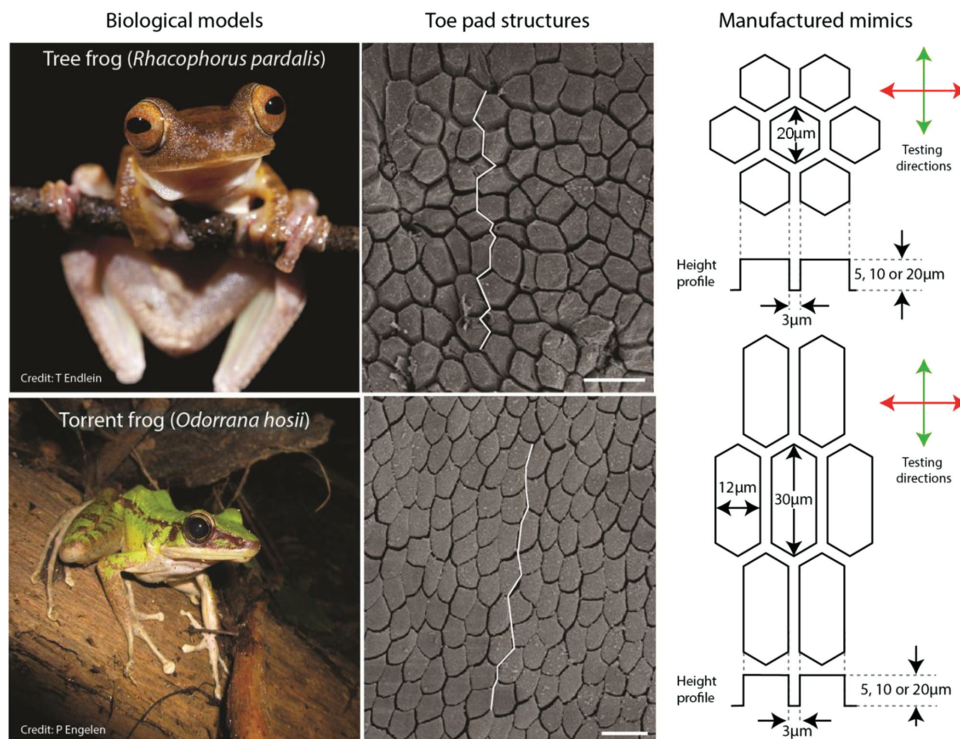 Biological models
Toe pad structures
Manufactured mimics
Tree frog (Rhacophorus pardalis)
20µm
Testing
directions
Height
profile
5, 10 or 20µm
3µm
Credit: T Endlein
Torrent frog (Odorrana hosii)
12µm
30µm
Testing
directions
Height
profile
5, 10 or 20µm
3µm
Credit: P Engelen